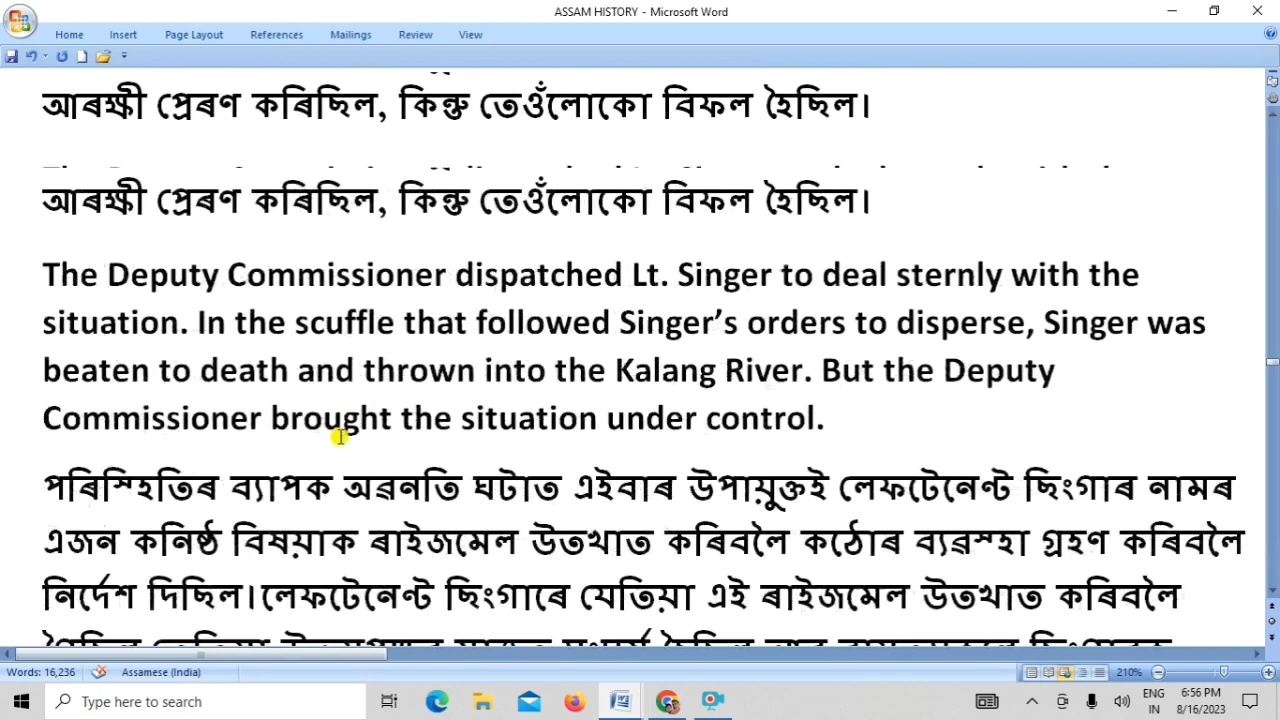 ASSAM HISTORY - Microsoft Word
Home Insert Page Layout References Mailings Review View
আৰক্ষী প্ৰেৰণ কৰিছিল, কিন্তু তেওঁলোকো বিফল হৈছিল।
আৰক্ষী প্ৰেৰণ কৰিছিল, কিন্তু তেওঁলোকো বিফল হৈছিল।
The Deputy Commissioner dispatched Lt. Singer to deal sternly with the
situation. In the scuffle that followed Singer’s orders to disperse, Singer was
beaten to death and thrown into the Kalang River. But the Deputy
Commissioner brought the situation under control.
পৰিস্হিতিৰ ব্যাপক অৱনতি ঘটাত এইবাৰ উপায়ুক্তই লেফটেনেণ্ট ছিংগাৰ নামৰ
এজন কনিষ্ঠ বিষয়াক ৰাইজমেল উতখাত কৰিবলৈ কঠোৰ ব্যৱস্হা গ্ৰহণ কৰিবলৈ
নিৰ্দেশ দিছিল। লেফটেনেণ্ট ছিংগাৰে যেতিয়া এই ৰাইজমেল উতখাত কৰিবলৈ
Words: 16,236 Assamese (India) 210%
Type here to search ENG 6:56 PM
IN 8/16/2023